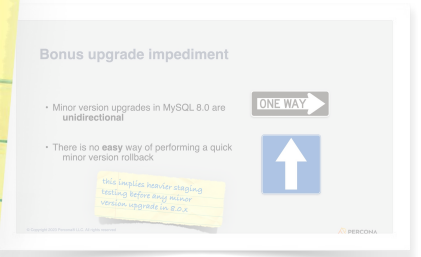 Bonus upgrade impediment
• Minor version upgrades in MySQL 8.0 are
unidirectional
ONE WAY
• There is no easy way of performing a quick
minor version rollback
this implies heavier staging
testing before any minor
version upgrade in 8.0.x
PERCONA